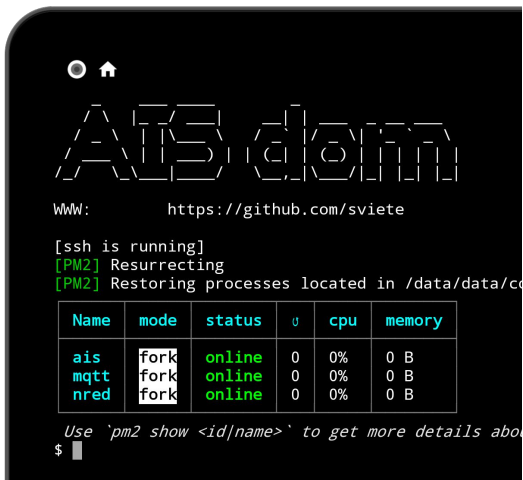 AIS dom
WWW: https://github.com/sviete
[ssh is running]
[PM2] Resurrecting
[PM2] Restoring processes located in /data/data/co
Name mode status ↺ cpu memory
ais fork online 0 0% 0 B
mqtt fork online 0 0% 0 B
nred fork online 0 0% 0 B
Use `pm2 show <id|name>` to get more details abou
$